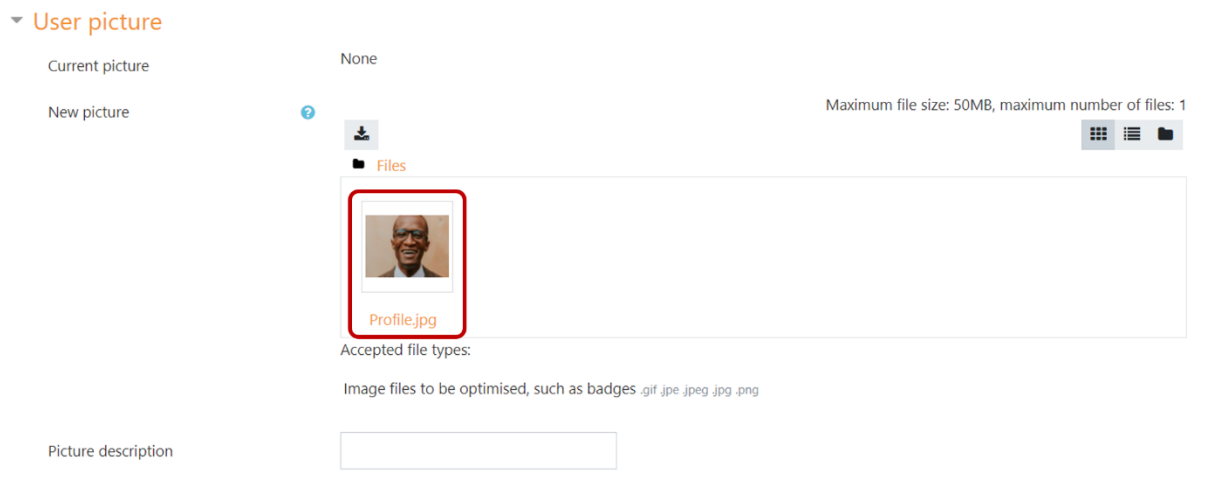 User picture
Current picture
None
New picture
Maximum file size: 50MB, maximum number of files: 1
Files
Profile.jpg
Accepted file types:
Image files to be optimised, such as badges .gif .jpe .jpeg .jpg .png
Picture description